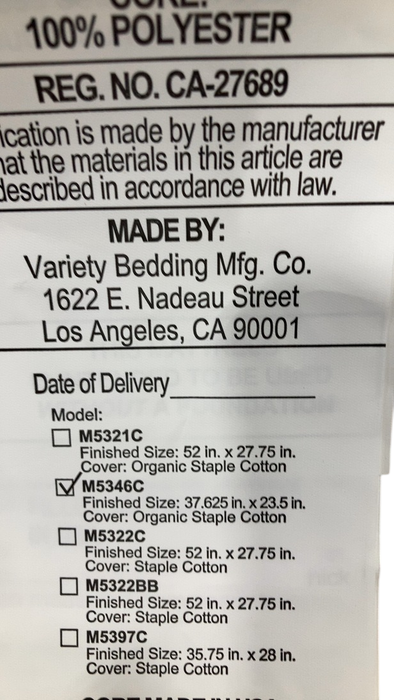 100% POLYESTER
REG. NO. CA-27689
ication is made by the manufacturer
hat the materials in this article are
described in accordance with law.
MADE BY:
Variety Bedding Mfg. Co.
1622 E. Nadeau Street
Los Angeles, CA 90001
Date of Delivery
Model:
M5321C
Finished Size: 52 in. x 27.75 in.
Cover: Organic Staple Cotton
M5346C
Finished Size: 37.625 in. x 23.5 in.
Cover: Organic Staple Cotton
M5322C
Finished Size: 52 in. x 27.75 in.
Cover: Staple Cotton
M5322BB
Finished Size: 52 in. x 27.75 in.
Cover: Staple Cotton
M5397C
Finished Size: 35.75 in. x 28 in.
Cover: Staple Cotton